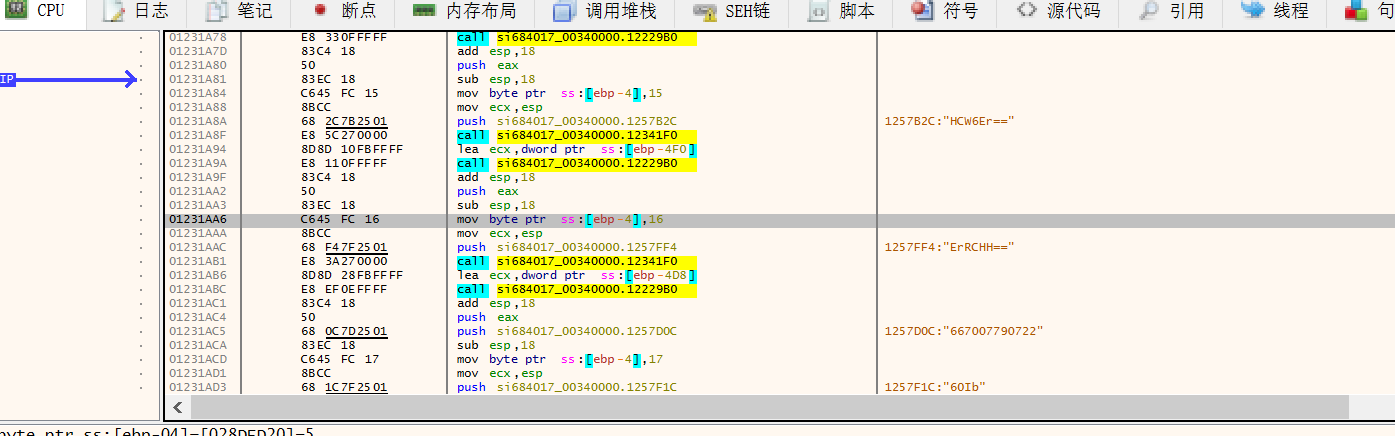 CPU 日志 笔记 断点 内存布局 调用堆栈 SEH链 脚本 符号 源代码 引用 线程 句
01231A78 E8 330FFFFF call si684017_00340000.12229B0
01231A7D 83C4 18 add esp,18
01231A80 50 push eax
IP 01231A81 83EC 18 sub esp,18
01231A84 C645 FC 15 mov byte ptr ss:[ebp-4],15
01231A88 8BCC mov ecx,esp
01231A8A 68 2C7B2501 push si684017_00340000.1257B2C 1257B2C:"HCW6Er=="
01231A8F E8 5C270000 call si684017_00340000.12341F0
01231A94 8D8D 10FBFFFF lea ecx,dword ptr ss:[ebp-4F0]
01231A9A E8 110FFFFF call si684017_00340000.12229B0
01231A9F 83C4 18 add esp,18
01231AA2 50 push eax
01231AA3 83EC 18 sub esp,18
01231AA6 C645 FC 16 mov byte ptr ss:[ebp-4],16
01231AAA 8BCC mov ecx,esp
01231AAC 68 F47F2501 push si684017_00340000.1257FF4 1257FF4:"ErRCHH=="
01231AB1 E8 3A270000 call si684017_00340000.12341F0
01231AB6 8D8D 28FBFFFF lea ecx,dword ptr ss:[ebp-4D8]
01231ABC E8 EF0EFFFF call si684017_00340000.12229B0
01231AC1 83C4 18 add esp,18
01231AC4 50 push eax
01231AC5 68 0C7D2501 push si684017_00340000.1257D0C 1257D0C:"667007790722"
01231ACA 83EC 18 sub esp,18
01231ACD C645 FC 17 mov byte ptr ss:[ebp-4],17
01231AD1 8BCC mov ecx,esp
01231AD3 68 1C7F2501 push si684017_00340000.1257F1C 1257F1C:"6OIb"
byte ptr ss:[ebp-04]=[028DED20]=5